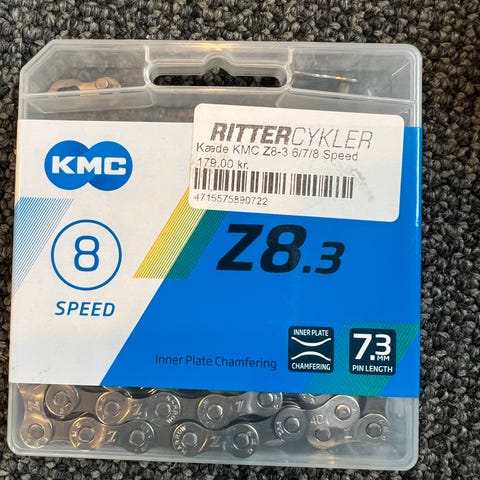 RITTERCYKLER
Kæde KMC Z8-3 6/7/8 Speed
179.00 kr.
4715575890722
KMC
8
SPEED
Z8.3
Inner Plate Chamfering
INNER PLATE
CHAMFERING
7.3
MM
PIN LENGTH